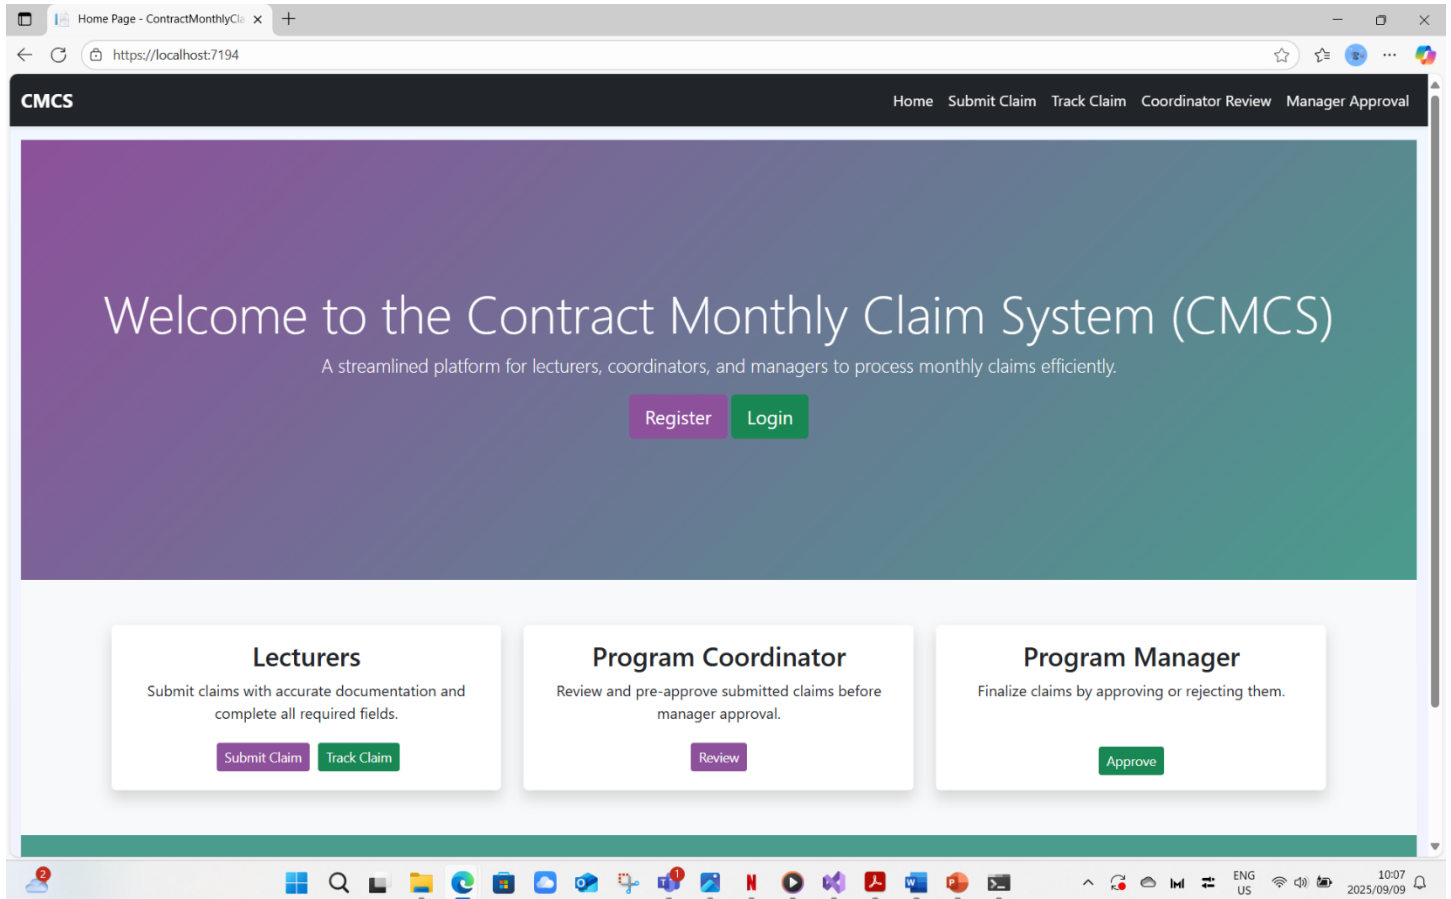 Home Page - ContractMonthlyCla
https://localhost:7194
CMCS
Home Submit Claim Track Claim Coordinator Review Manager Approval
Welcome to the Contract Monthly Claim System (CMCS)
A streamlined platform for lecturers, coordinators, and managers to process monthly claims efficiently.
Register Login
Lecturers
Submit claims with accurate documentation and
complete all required fields.
Submit Claim Track Claim
Program Coordinator
Review and pre-approve submitted claims before
manager approval.
Review
Program Manager
Finalize claims by approving or rejecting them.
Approve
2
1
ENG
US
10:07
2025/09/09